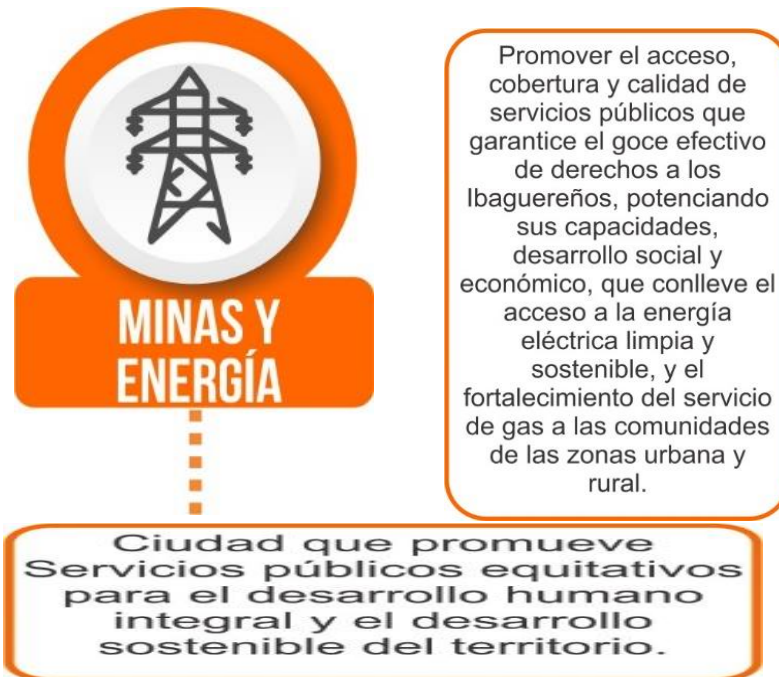 MINAS Y
ENERGÍA
Promover el acceso,
cobertura y calidad de
servicios públicos que
garantice el goce efectivo
de derechos a los
Ibaguereños, potenciando
sus capacidades,
desarrollo social y
económico, que conlleve el
acceso a la energía
eléctrica limpia y
sostenible, y el
fortalecimiento del servicio
de gas a las comunidades
de las zonas urbana y
rural.
Ciudad que promueve
Servicios públicos equitativos
para el desarrollo humano
integral y el desarrollo
sostenible del territorio.